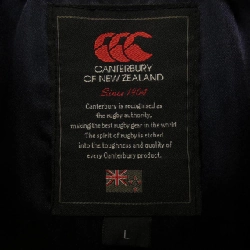 CANTERBURY
OF NEW ZEALAND
Since 1904
Canterbury is recognised as
the rugby authority,
making the best rugby gear in the world.
The spirit of rugby is etched
into the toughness and quality of
every Canterbury product.
L